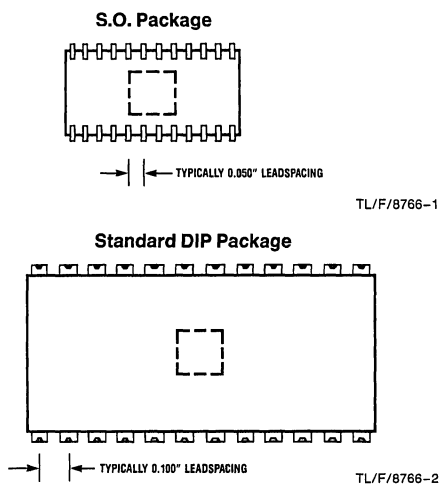 S.O. Package
TYPICALLY 0.050" LEADSPACING
TL/F/8766-1
Standard DIP Package
TYPICALLY 0.100" LEADSPACING
TL/F/8766-2